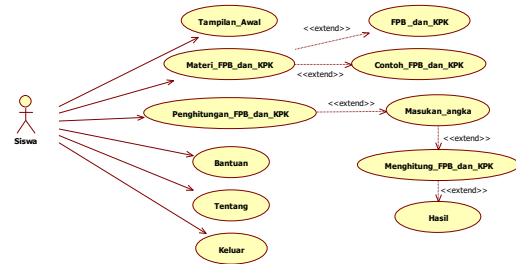 Tampilan_Awal
FPB_dan_KPK
<<extend>>
Materi_FPB_dan_KPK
<<extend>>
Contoh_FPB_dan_KPK
Penghitungan_FPB_dan_KPK
<<extend>>
Masukan_angka
Siswa
<<extend>>
Bantuan
Menghitung_FPB_dan_KPK
<<extend>>
Tentang
Hasil
Keluar